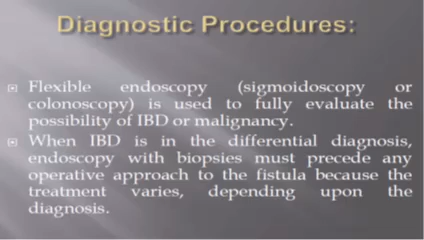 Diagnostic Procedures:
Flexible endoscopy (sigmoidoscopy or
colonoscopy) is used to fully evaluate the
possibility of IBD or malignancy.
When IBD is in the differential diagnosis,
endoscopy with biopsies must precede any
operative approach to the fistula because the
treatment varies, depending upon the
diagnosis.